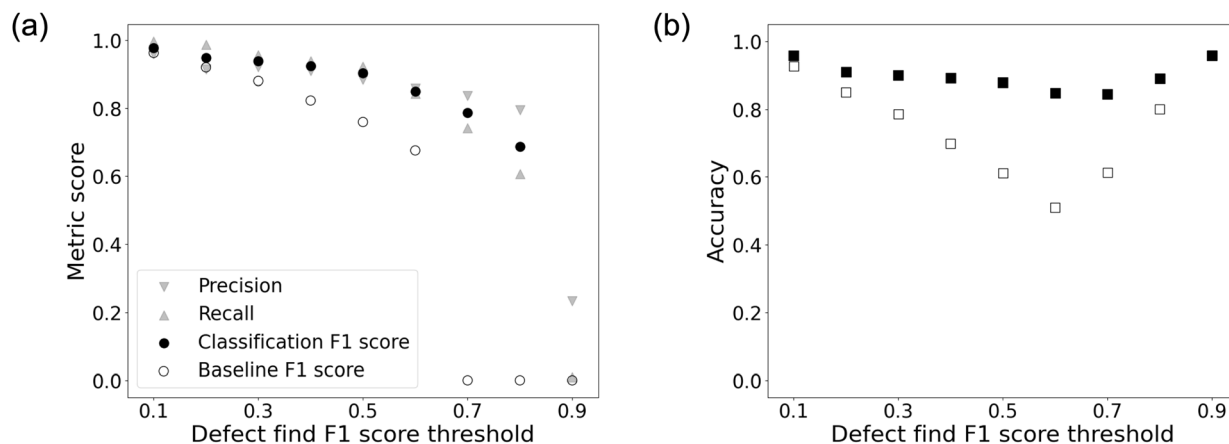 (a)
1.0
0.8
0.6
0.4
0.2
0.0
Metric score
Precision
Recall
Classification F1 score
Baseline F1 score
0.1 0.3 0.5 0.7 0.9
Defect find F1 score threshold
(b)
1.0
0.8
0.6
0.4
0.2
0.0
Accuracy
0.1 0.3 0.5 0.7 0.9
Defect find F1 score threshold